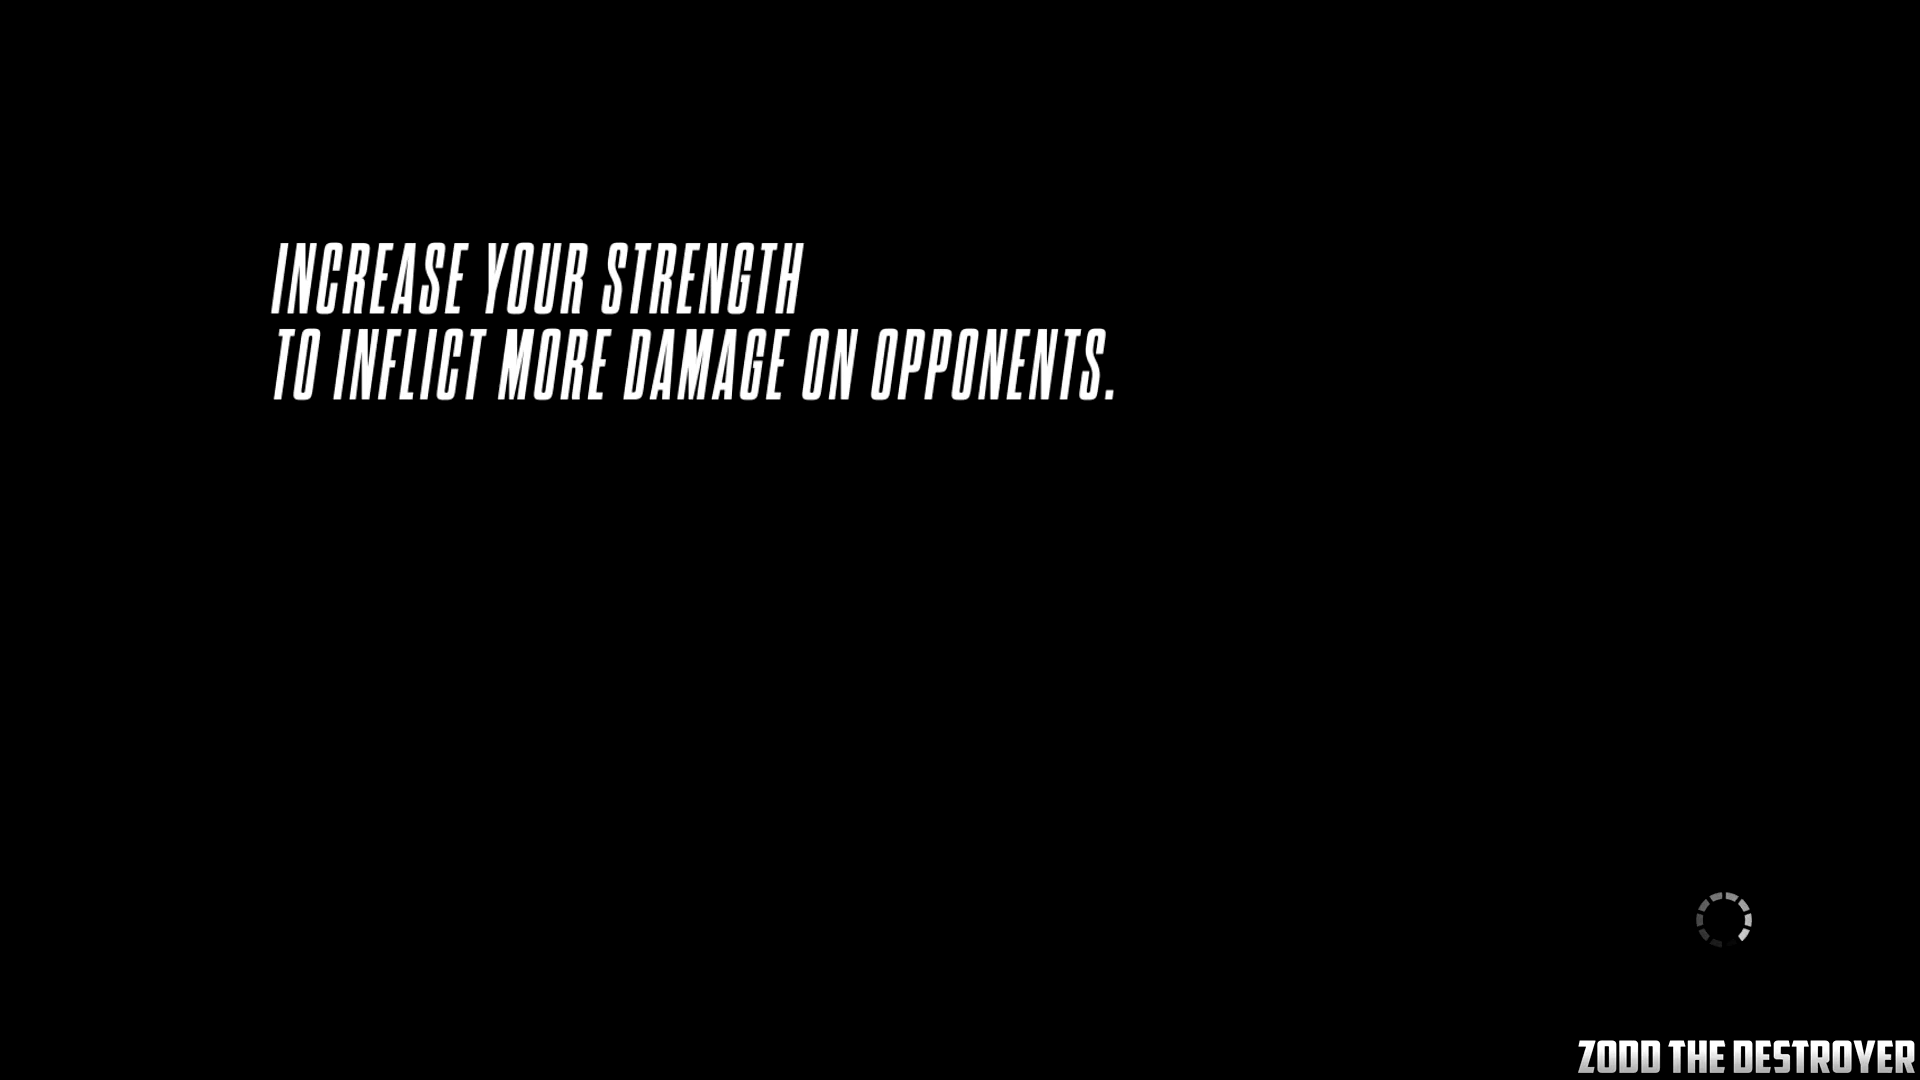 INCREASE YOUR STRENGTH
TO INFLICT MORE DAMAGE ON OPPONENTS.
ZODD THE DESTROYER